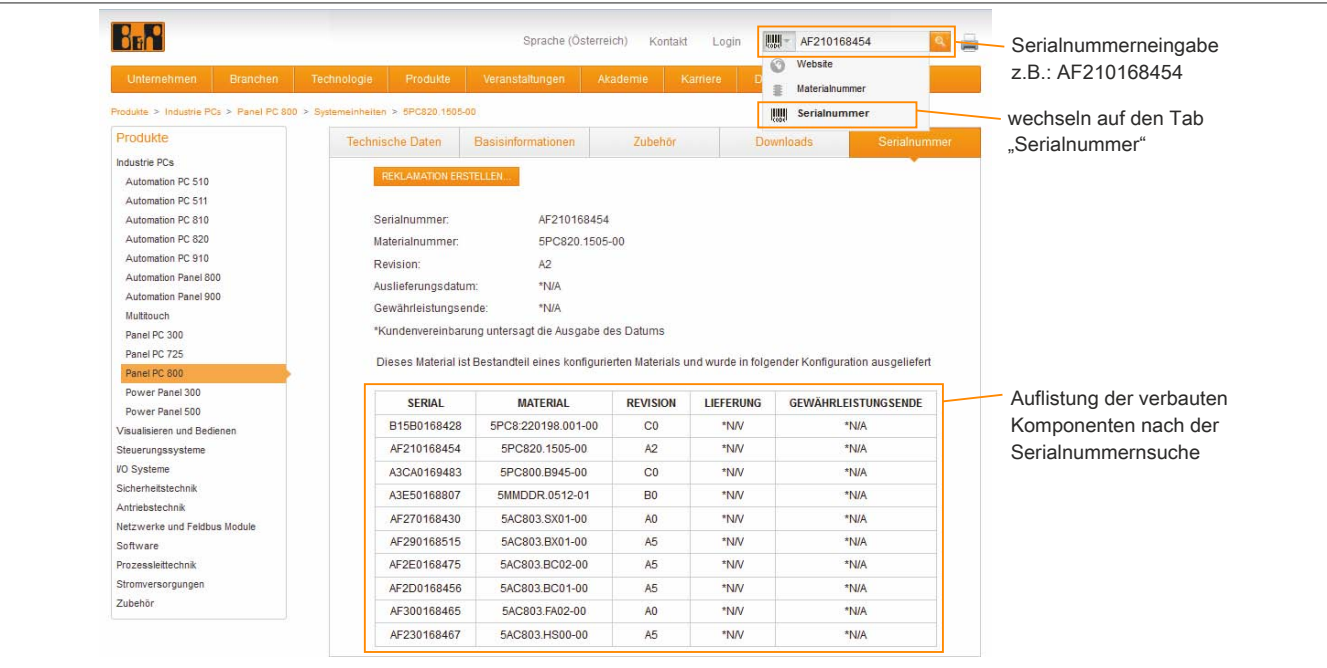 B&R
Sprache (Österreich) Kontakt Login AF210168454
Website
Materialnummer
Serialnummer
Serialnummerneingabe
z.B.: AF210168454
wechseln auf den Tab
„Serialnummer“
Unternehmen Branchen Technologie Produkte Veranstaltungen Akademie Karriere D
Produkte > Industrie PCs > Panel PC 800 > Systemeinheiten > 5PC820.1505-00
Produkte
Industrie PCs
Automation PC 510
Automation PC 511
Automation PC 810
Automation PC 820
Automation PC 910
Automation Panel 800
Automation Panel 900
Multitouch
Panel PC 300
Panel PC 725
Panel PC 800
Power Panel 300
Power Panel 500
Visualisieren und Bedienen
Steuerungssysteme
I/O Systeme
Sicherheitstechnik
Antriebstechnik
Netzwerke und Feldbus Module
Software
Prozessleittechnik
Stromversorgungen
Zubehör
Technische Daten Basisinformationen Zubehör Downloads Serialnummer
REKLAMATION ERSTELLEN...
Serialnummer: AF210168454
Materialnummer: 5PC820.1505-00
Revision: A2
Auslieferungsdatum: *N/A
Gewährleistungsende: *N/A
*Kundenvereinbarung untersagt die Ausgabe des Datums
Dieses Material ist Bestandteil eines konfigurierten Materials und wurde in folgender Konfiguration ausgeliefert
SERIAL MATERIAL REVISION LIEFERUNG GEWÄHRLEISTUNGSENDE
B15B0168428 5PC8:220198.001-00 C0 *N/V *N/A
AF210168454 5PC820.1505-00 A2 *N/V *N/A
A3CA0169483 5PC800.B945-00 C0 *N/V *N/A
A3E50168807 5MMDDR.0512-01 B0 *N/V *N/A
AF270168430 5AC803.SX01-00 A0 *N/V *N/A
AF290168515 5AC803.BX01-00 A5 *N/V *N/A
AF2E0168475 5AC803.BC02-00 A5 *N/V *N/A
AF2D0168456 5AC803.BC01-00 A5 *N/V *N/A
AF300168465 5AC803.FA02-00 A0 *N/V *N/A
AF230168467 5AC803.HS00-00 A5 *N/V *N/A
Auflistung der verbauten
Komponenten nach der
Serialnummernsuche